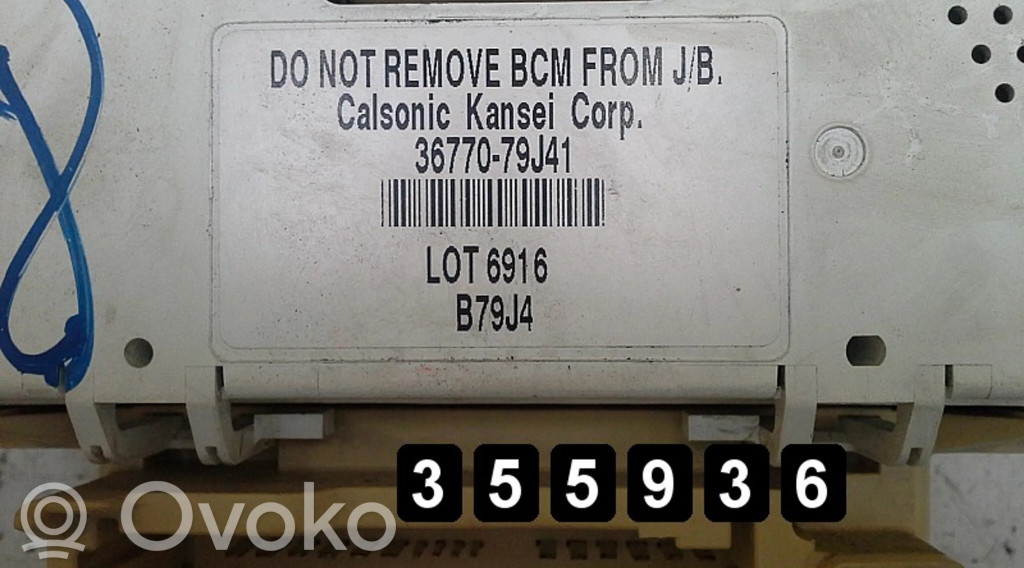 DO NOT REMOVE BCM FROM J/B.
Calsonic Kansei Corp.
36770-79J41
LOT 6916
B79J4
355936
Ovoko